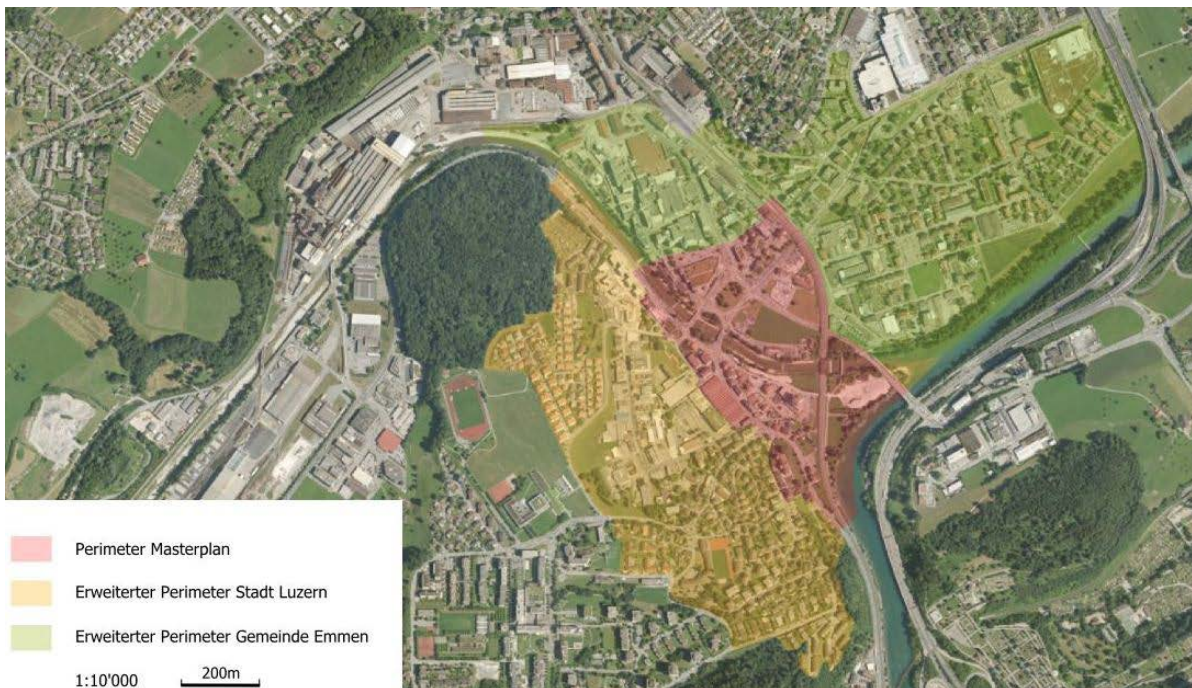 Perimeter Masterplan
Erweiterter Perimeter Stadt Luzern
Erweiterter Perimeter Gemeinde Emmen
1:10'000 200m